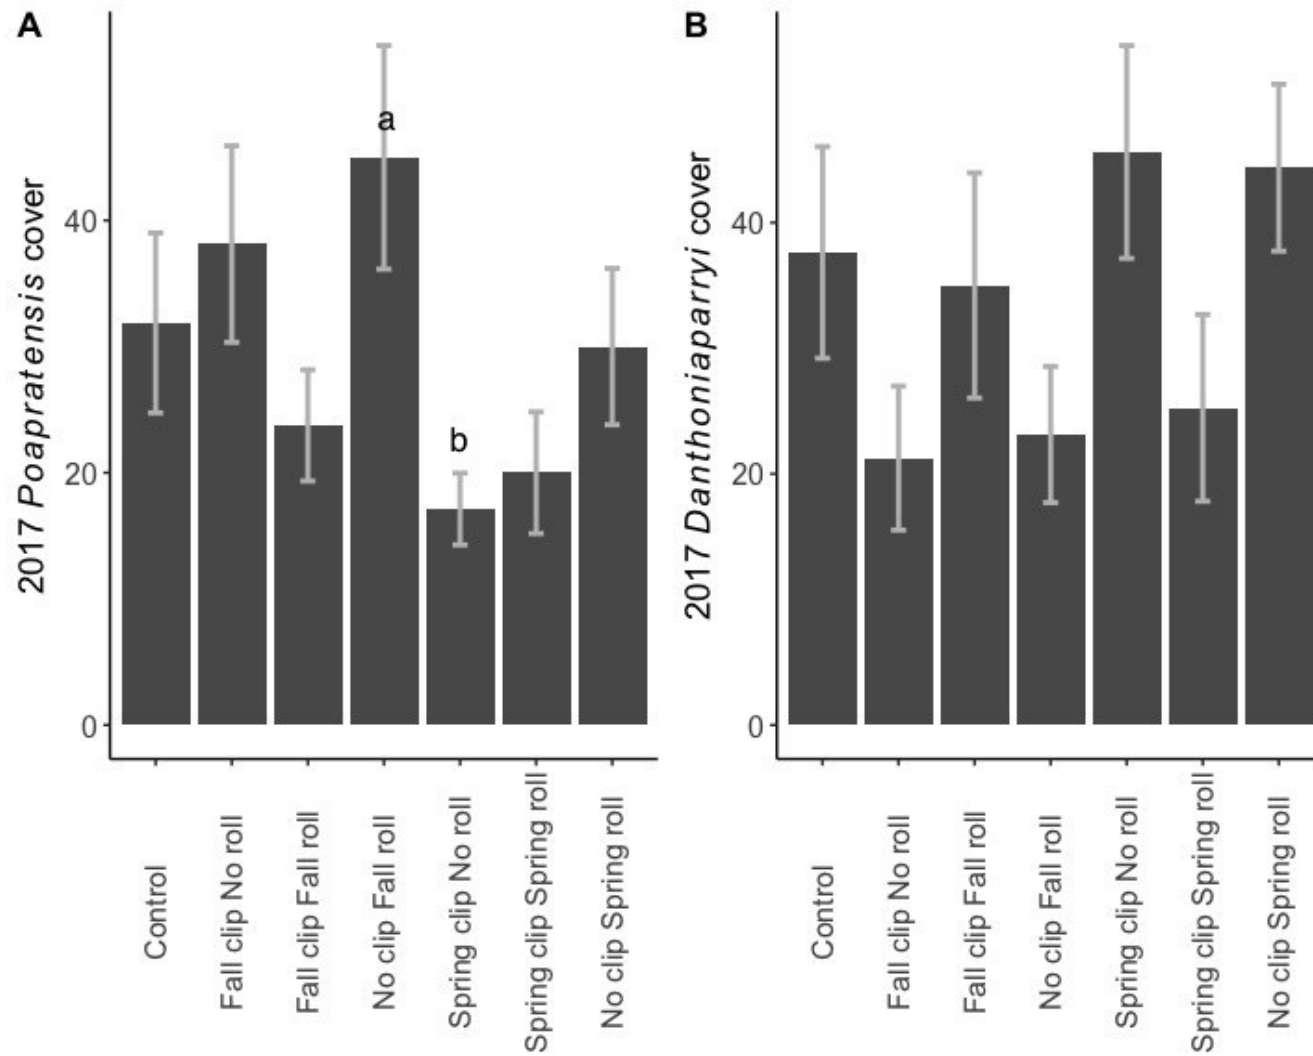 A
2017 Poapratensis cover
40
20
0
a
b
Control
Fall clip No roll
Fall clip Fall roll
No clip Fall roll
Spring clip No roll
Spring clip Spring roll
No clip Spring roll
B
2017 Danthoniaparryi cover
40
20
0
Control
Fall clip No roll
Fall clip Fall roll
No clip Fall roll
Spring clip No roll
Spring clip Spring roll
No clip Spring roll